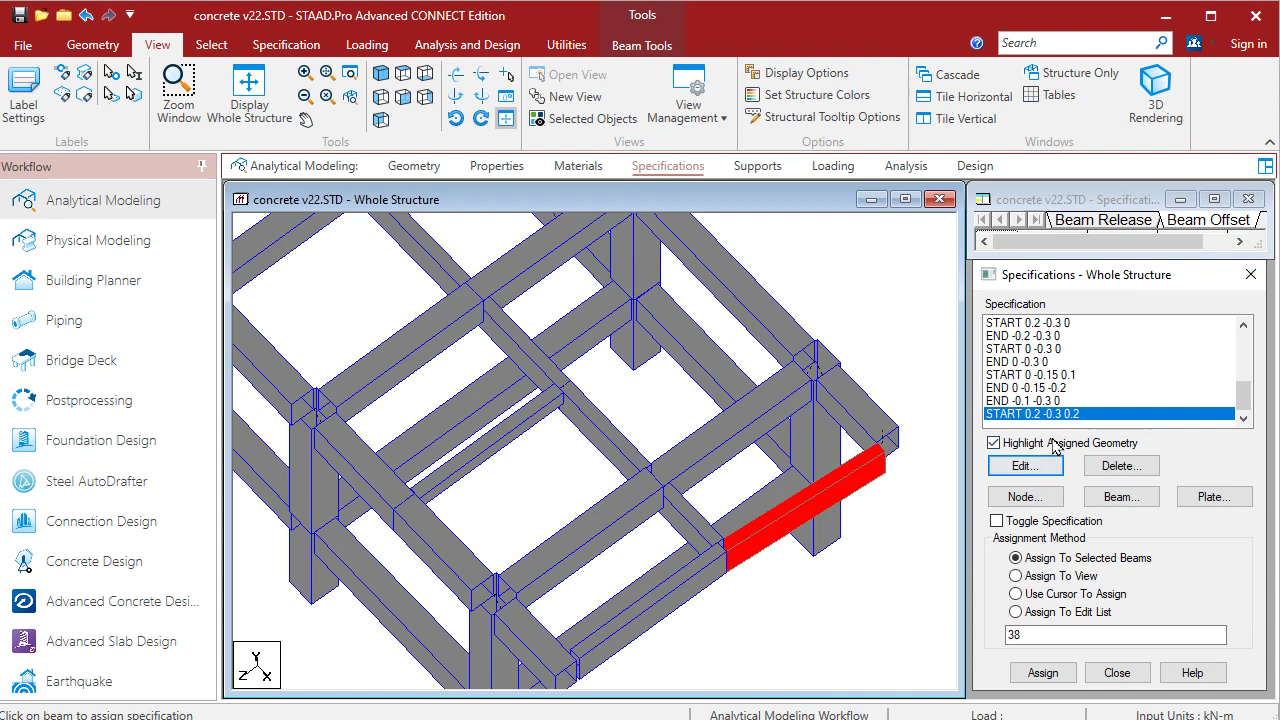 concrete v22.STD - STAAD.Pro Advanced CONNECT Edition
Tools
File
Geometry
View
Select
Specification
Loading
Analysis and Design
Utilities
Beam Tools
Search
Sign in
Label
Settings
Zoom
Window
Display
Whole Structure
Open View
New View
Selected Objects
View
Management
Display Options
Set Structure Colors
Structural Tooltip Options
Cascade
Tile Horizontal
Tile Vertical
Structure Only
Tables
3D
Rendering
Labels
Tools
Views
Options
Windows
Workflow
Analytical Modeling:
Geometry
Properties
Materials
Specifications
Supports
Loading
Analysis
Design
Analytical Modeling
Physical Modeling
Building Planner
Piping
Bridge Deck
Postprocessing
Foundation Design
Steel AutoDrafter
Connection Design
Concrete Design
Advanced Concrete Desi...
Advanced Slab Design
Earthquake
concrete v22.STD - Whole Structure
Y
Z
X
concrete v22.STD - Specificati...
Beam Release
Beam Offset
Specifications - Whole Structure
Specification
START 0.2 -0.3 0
END -0.2 -0.3 0
START 0 -0.3 0
END 0 -0.3 0
START 0 -0.15 0.1
END 0 -0.15 -0.2
END -0.1 -0.3 0
START 0.2 -0.3 0.2
Highlight Assigned Geometry
Edit...
Delete...
Node...
Beam...
Plate...
Toggle Specification
Assignment Method
Assign To Selected Beams
Assign To View
Use Cursor To Assign
Assign To Edit List
38
Assign
Close
Help
Click on beam to assign specification
Analytical Modeling Workflow
Load :
Input Units : kN-m